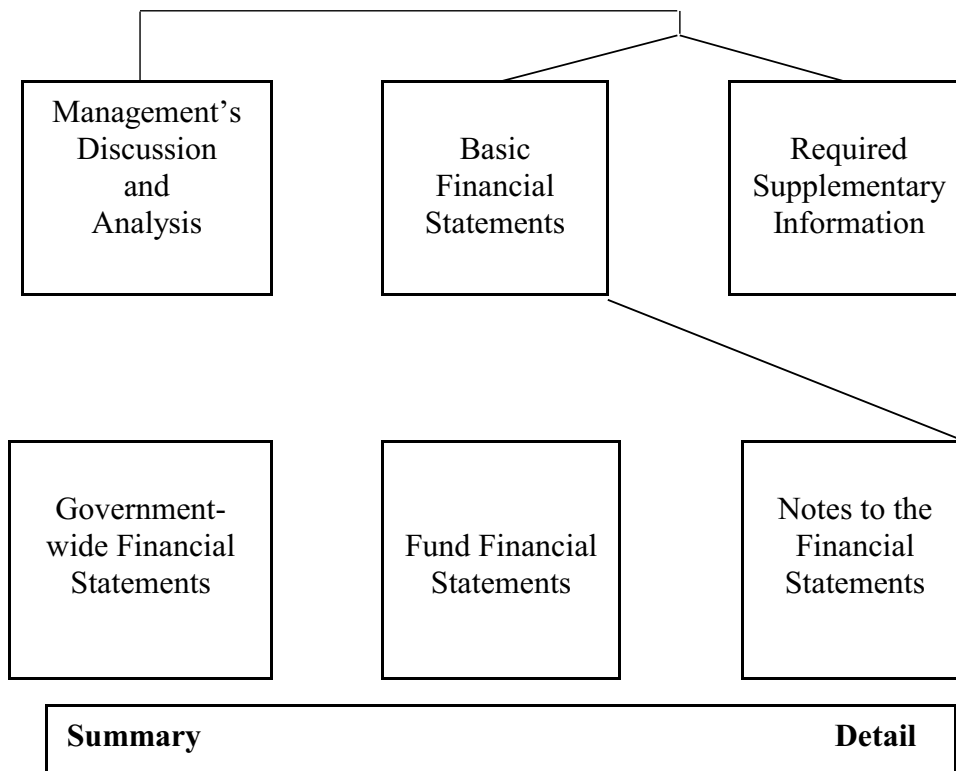 Management’s
Discussion
and
Analysis
Basic
Financial
Statements
Required
Supplementary
Information
Government-
wide Financial
Statements
Fund Financial
Statements
Notes to the
Financial
Statements
Summary Detail